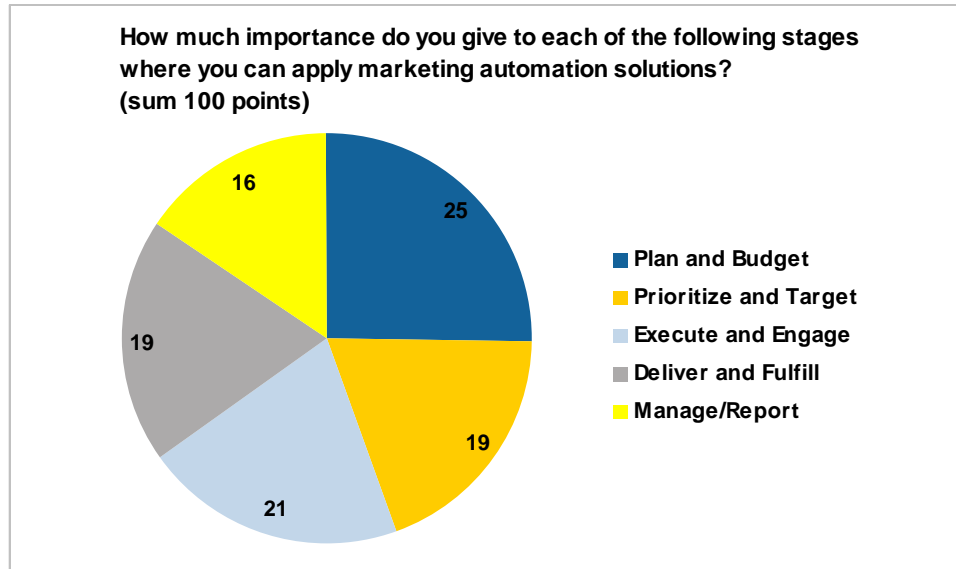 How much importance do you give to each of the following stages
where you can apply marketing automation solutions?
(sum 100 points)
16
25
19
19
21
Plan and Budget
Prioritize and Target
Execute and Engage
Deliver and Fulfill
Manage/Report